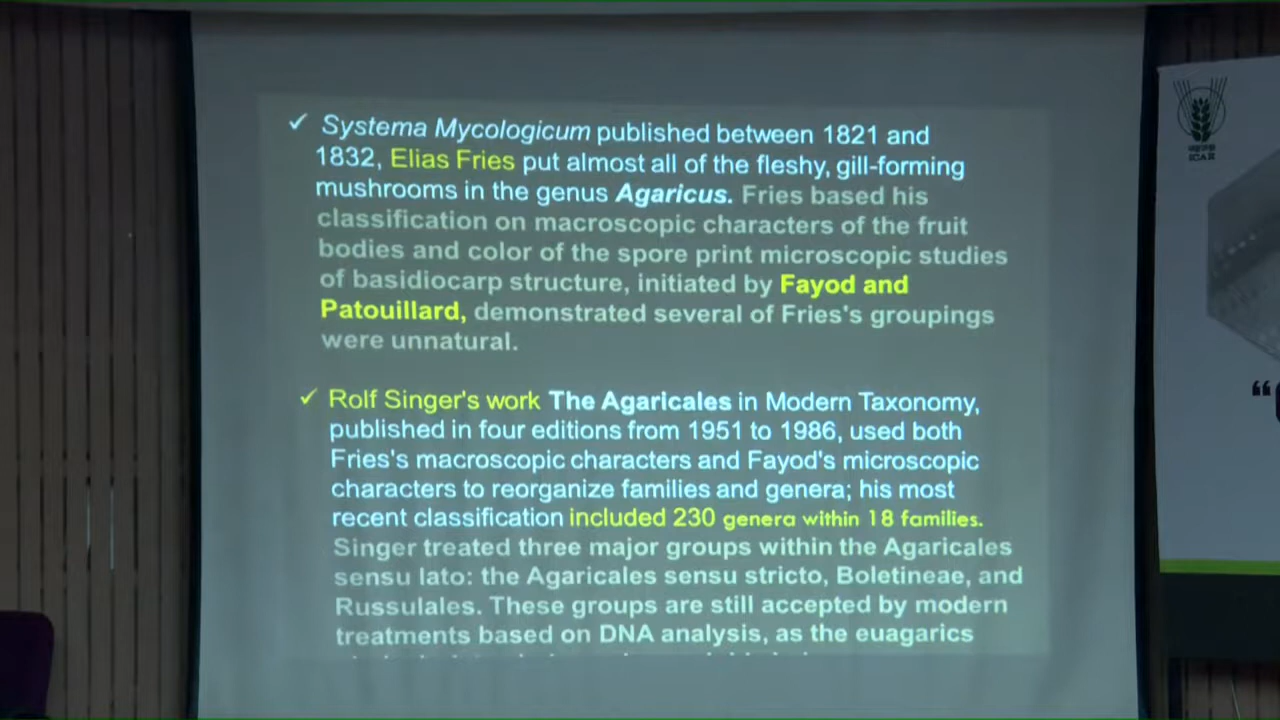 ✓ Systema Mycologicum published between 1821 and
1832, Elias Fries put almost all of the fleshy, gill-forming
mushrooms in the genus Agaricus. Fries based his
classification on macroscopic characters of the fruit
bodies and color of the spore print microscopic studies
of basidiocarp structure, initiated by Fayod and
Patouillard, demonstrated several of Fries's groupings
were unnatural.
✓ Rolf Singer's work The Agaricales in Modern Taxonomy,
published in four editions from 1951 to 1986, used both
Fries's macroscopic characters and Fayod's microscopic
characters to reorganize families and genera; his most
recent classification included 230 genera within 18 families.
Singer treated three major groups within the Agaricales
sensu lato: the Agaricales sensu stricto, Boletineae, and
Russulales. These groups are still accepted by modern
treatments based on DNA analysis, as the euagarics
ICAR
“